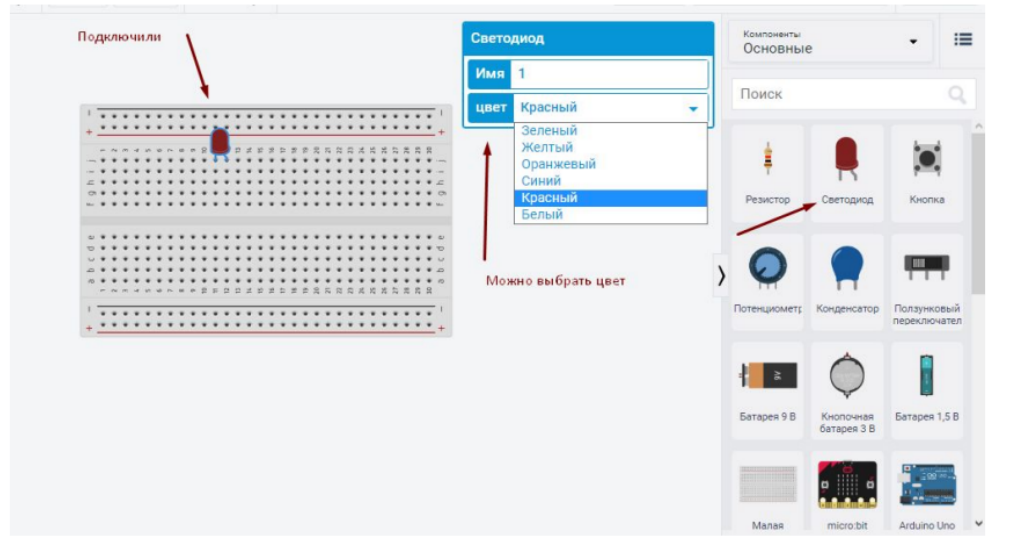 Подключили
Светодиод
Имя 1
цвет Красный
Зеленый
Желтый
Оранжевый
Синий
Красный
Белый
Можно выбрать цвет
Компоненты
Основные
Поиск
Резистор
Светодиод
Кнопка
Потенциометр
Конденсатор
Ползунковый
переключател
Батарея 9 В
Кнопочная
батарея 3 В
Батарея 1,5 В
Малая
micro:bit
Arduino Uno